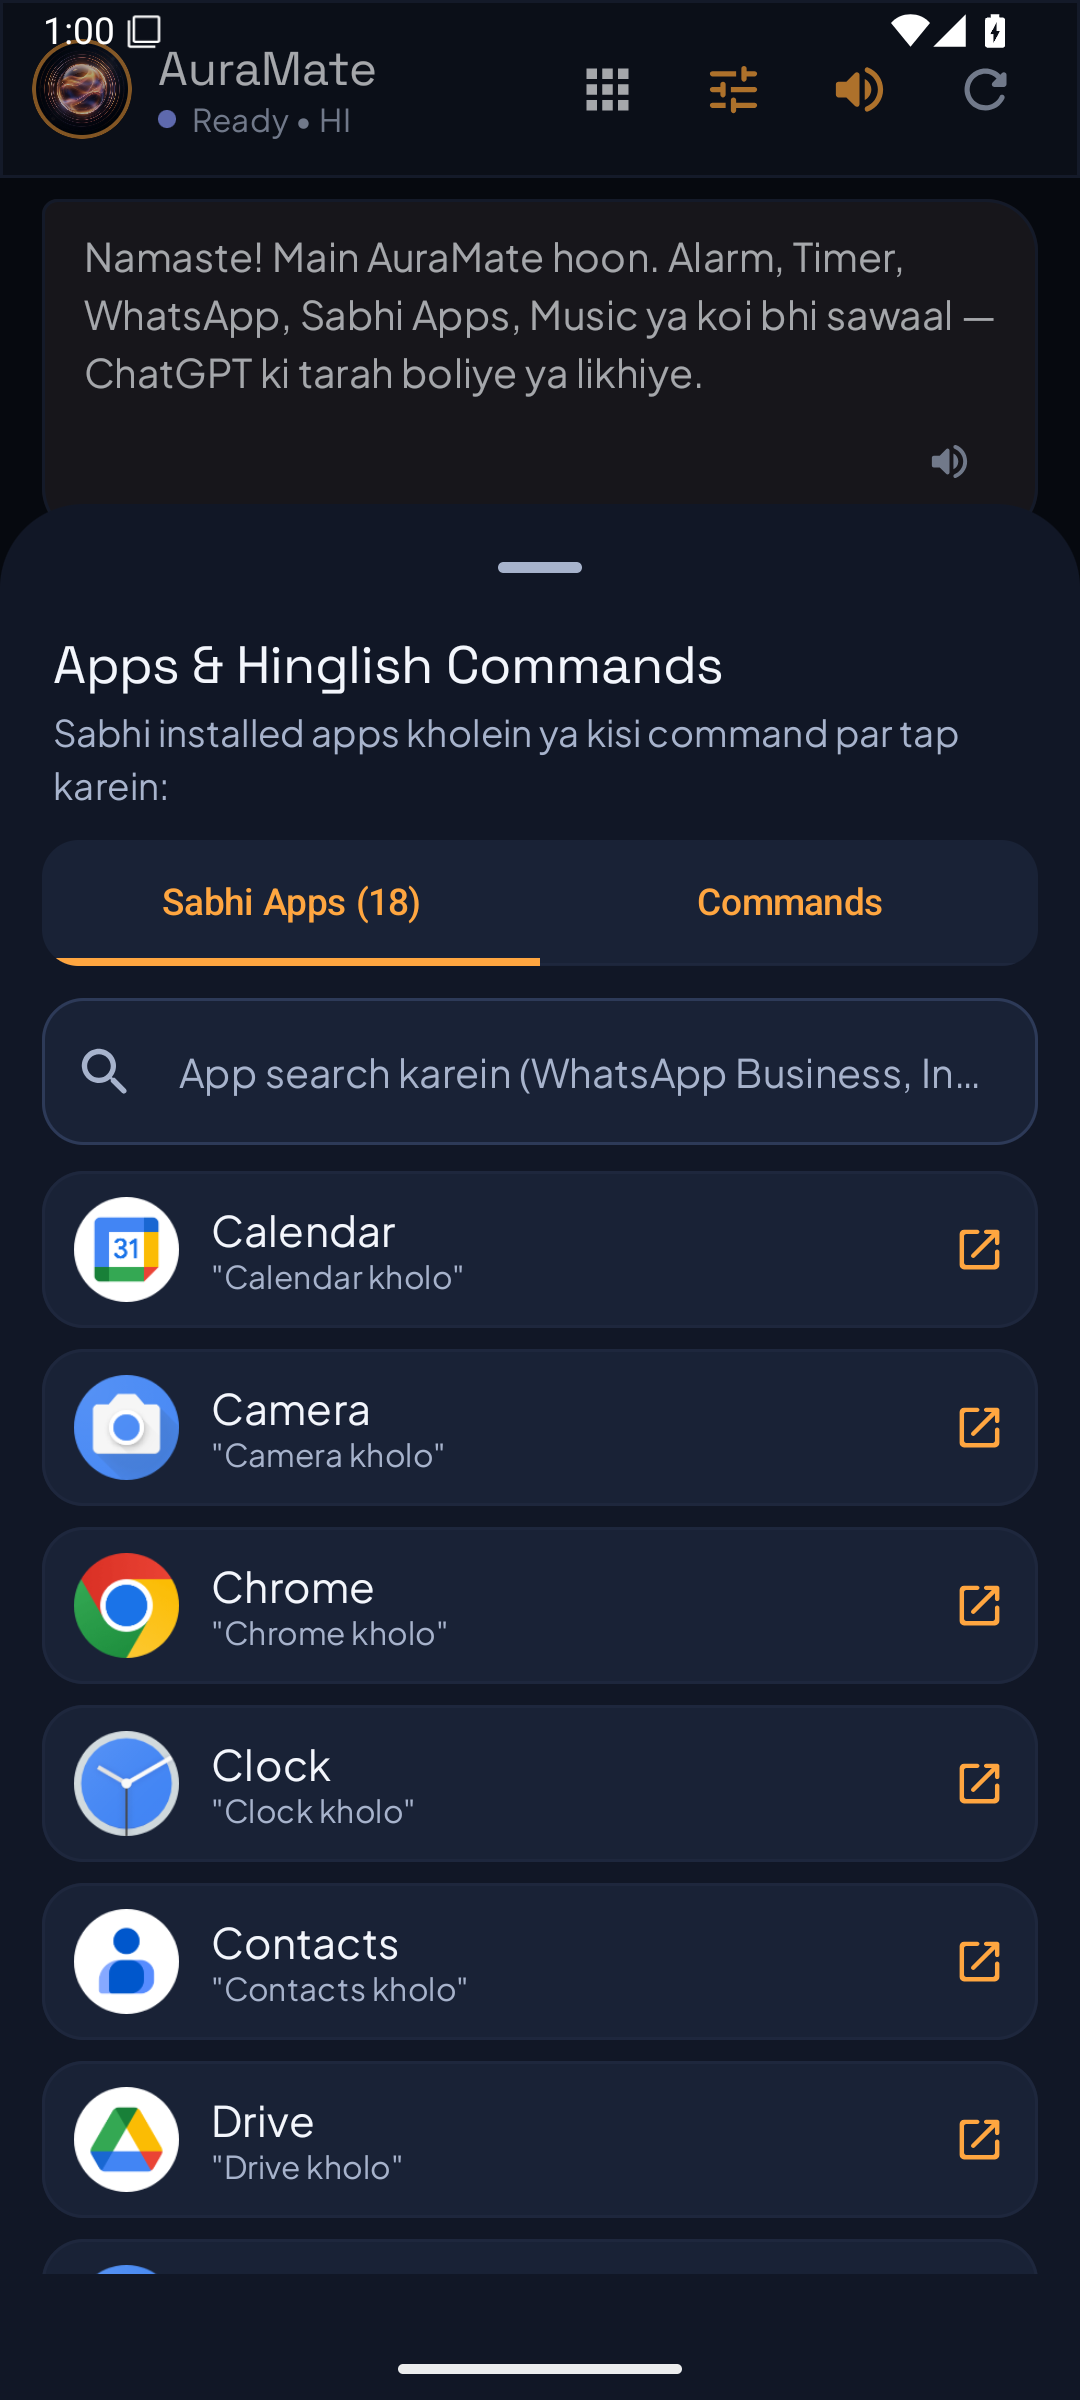 1:00
AuraMate
Ready • HI
Namaste! Main AuraMate hoon. Alarm, Timer,
WhatsApp, Sabhi Apps, Music ya koi bhi sawaal —
ChatGPT ki tarah boliye ya likhiye.
Apps & Hinglish Commands
Sabhi installed apps kholein ya kisi command par tap
karein:
Sabhi Apps (18)
Commands
App search karein (WhatsApp Business, In...
31
Calendar
"Calendar kholo"
Camera
"Camera kholo"
Chrome
"Chrome kholo"
Clock
"Clock kholo"
Contacts
"Contacts kholo"
Drive
"Drive kholo"